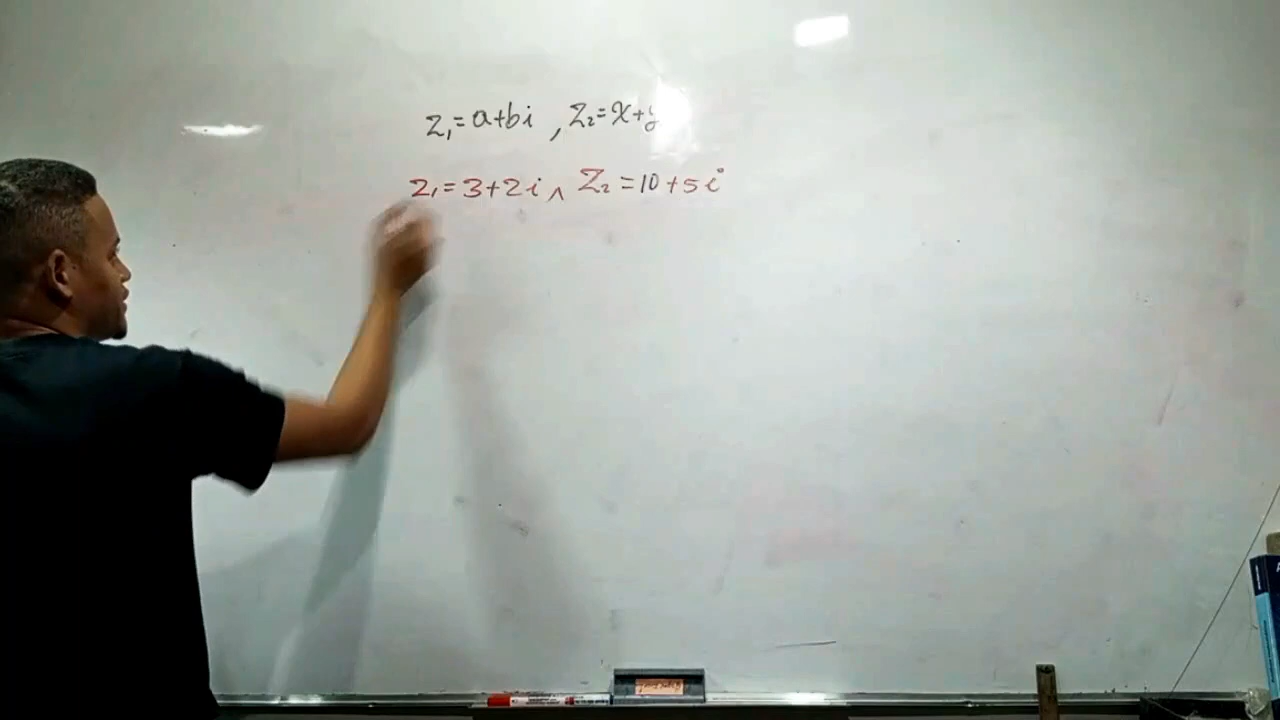 Z₁=a+bi , Z₂=x+y
Z₁=3+2i ∧ Z₂=10+5i